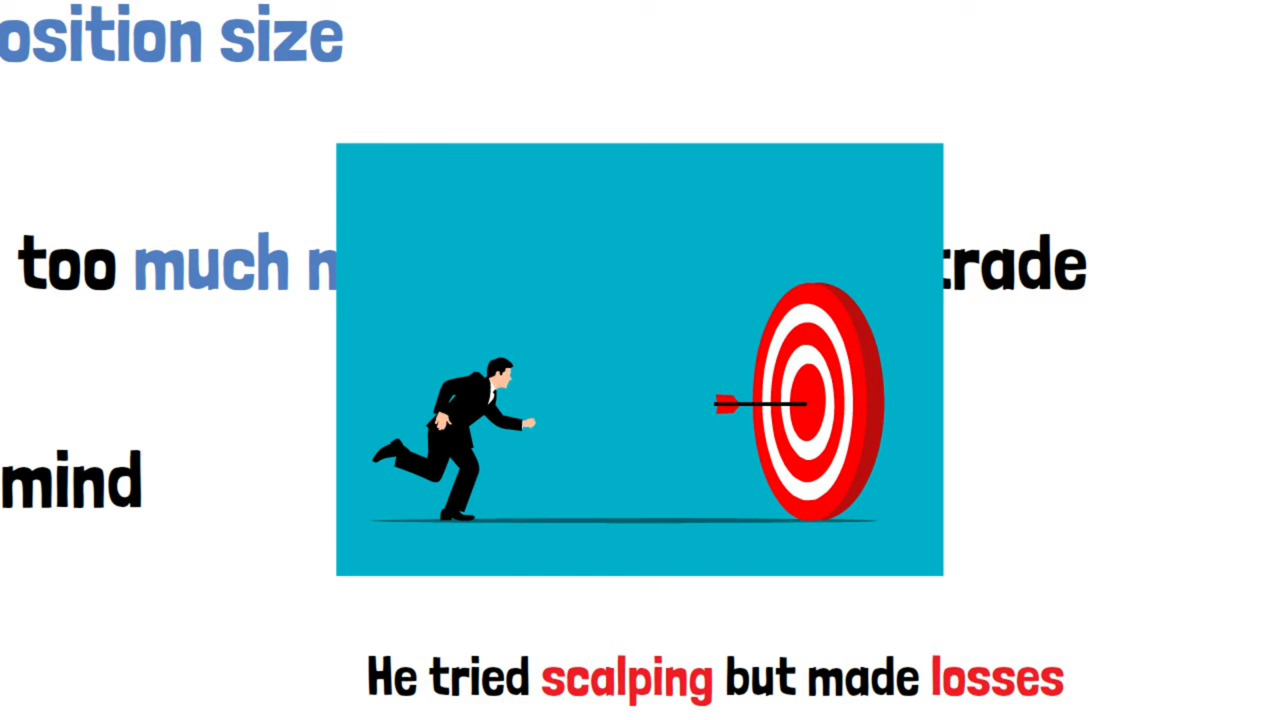 osition size
too much
trade
mind
He tried scalping but made losses